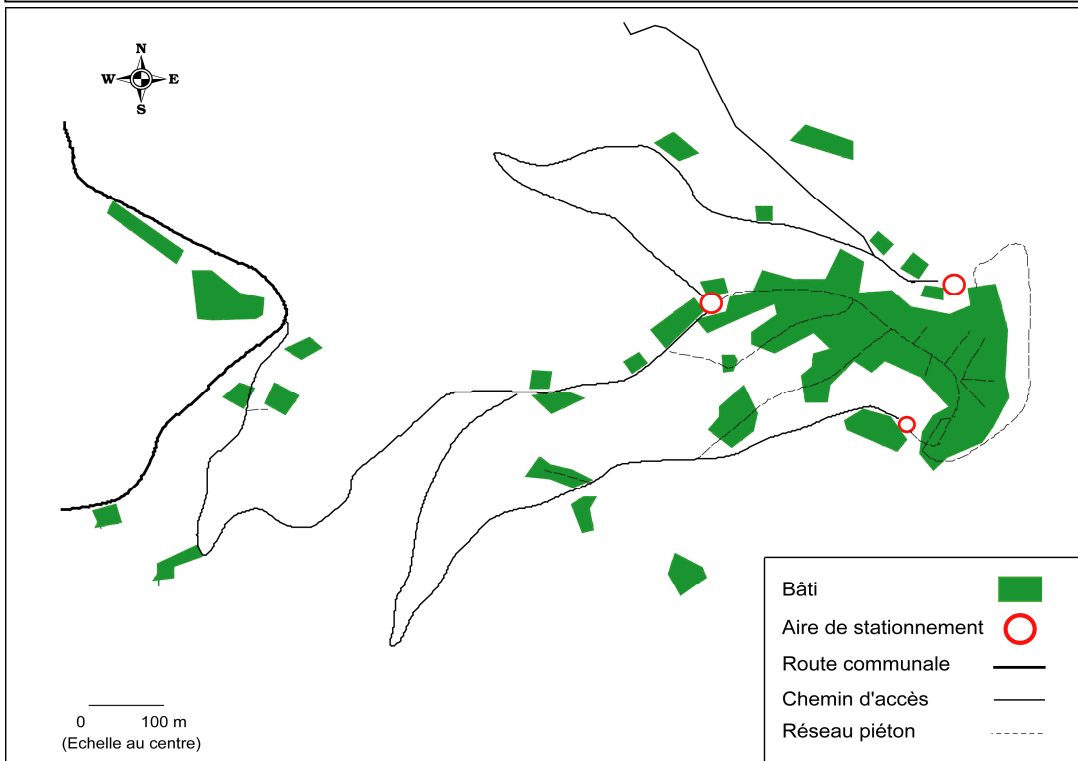 N
W E
S
Bâti
Aire de stationnement
Route communale
Chemin d'accès
Réseau piéton
0 100 m
(Echelle au centre)